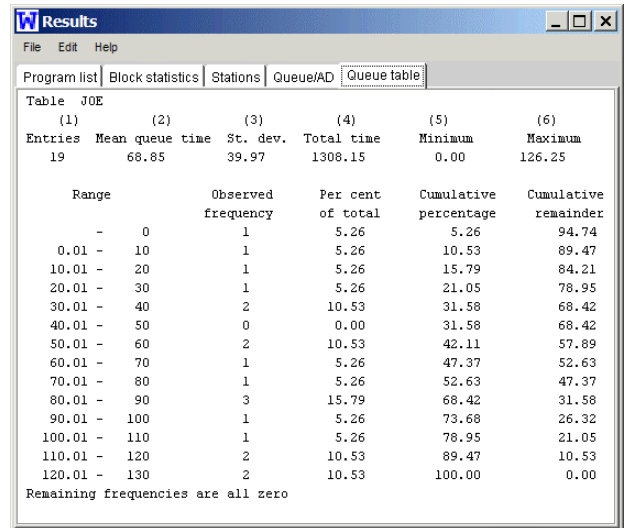 W Results
File Edit Help
Program list Block statistics Stations Queue/AD Queue table
Table JOE
(1) (2) (3) (4) (5) (6)
Entries Mean queue time St. dev. Total time Minimum Maximum
19 68.85 39.97 1308.15 0.00 126.25
Range Observed Per cent Cumulative Cumulative
frequency of total percentage remainder
- 0 1 5.26 5.26 94.74
0.01 - 10 1 5.26 10.53 89.47
10.01 - 20 1 5.26 15.79 84.21
20.01 - 30 1 5.26 21.05 78.95
30.01 - 40 2 10.53 31.58 68.42
40.01 - 50 0 0.00 31.58 68.42
50.01 - 60 2 10.53 42.11 57.89
60.01 - 70 1 5.26 47.37 52.63
70.01 - 80 1 5.26 52.63 47.37
80.01 - 90 3 15.79 68.42 31.58
90.01 - 100 1 5.26 73.68 26.32
100.01 - 110 1 5.26 78.95 21.05
110.01 - 120 2 10.53 89.47 10.53
120.01 - 130 2 10.53 100.00 0.00
Remaining frequencies are all zero